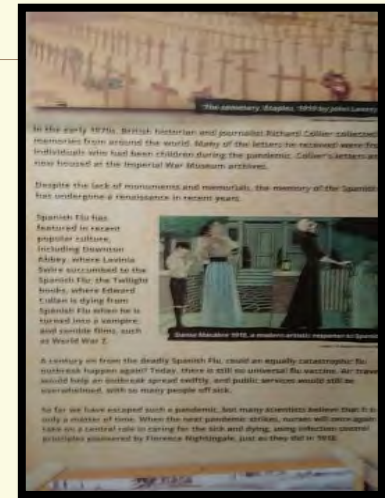 The cemetery, Etaples, 1919 by John Lavery
In the early 1970s, British historian and journalist Richard Collier collected
memories from around the world. Many of the letters he received were fro
individuals who had been children during the pandemic. Collier's letters are
now housed at the Imperial War Museum archives.
Despite the lack of monuments and memorials, the memory of the Spanish
has undergone a renaissance in recent years.
Spanish Flu has
featured in recent
popular culture,
including Downton
Abbey, where Lavinia
Swire succumbed to the
Spanish Flu; the Twilight
books, where Edward
Cullen is dying from
Spanish Flu when he is
turned into a vampire;
and zombie films, such
as World War Z.
Danse Macabre 1918, a modern artistic response to Spanis
A century on from the deadly Spanish Flu, could an equally catastrophic flu
outbreak happen again? Today, there is still no universal flu vaccine. Air travel
would help an outbreak spread swiftly, and public services would still be
overwhelmed, with so many people off sick.
So far we have escaped such a pandemic, but many scientists believe that it is
only a matter of time. When the next pandemic strikes, nurses will once again
take on a central role in caring for the sick and dying, using infection control
principles pioneered by Florence Nightingale, just as they did in 1918.